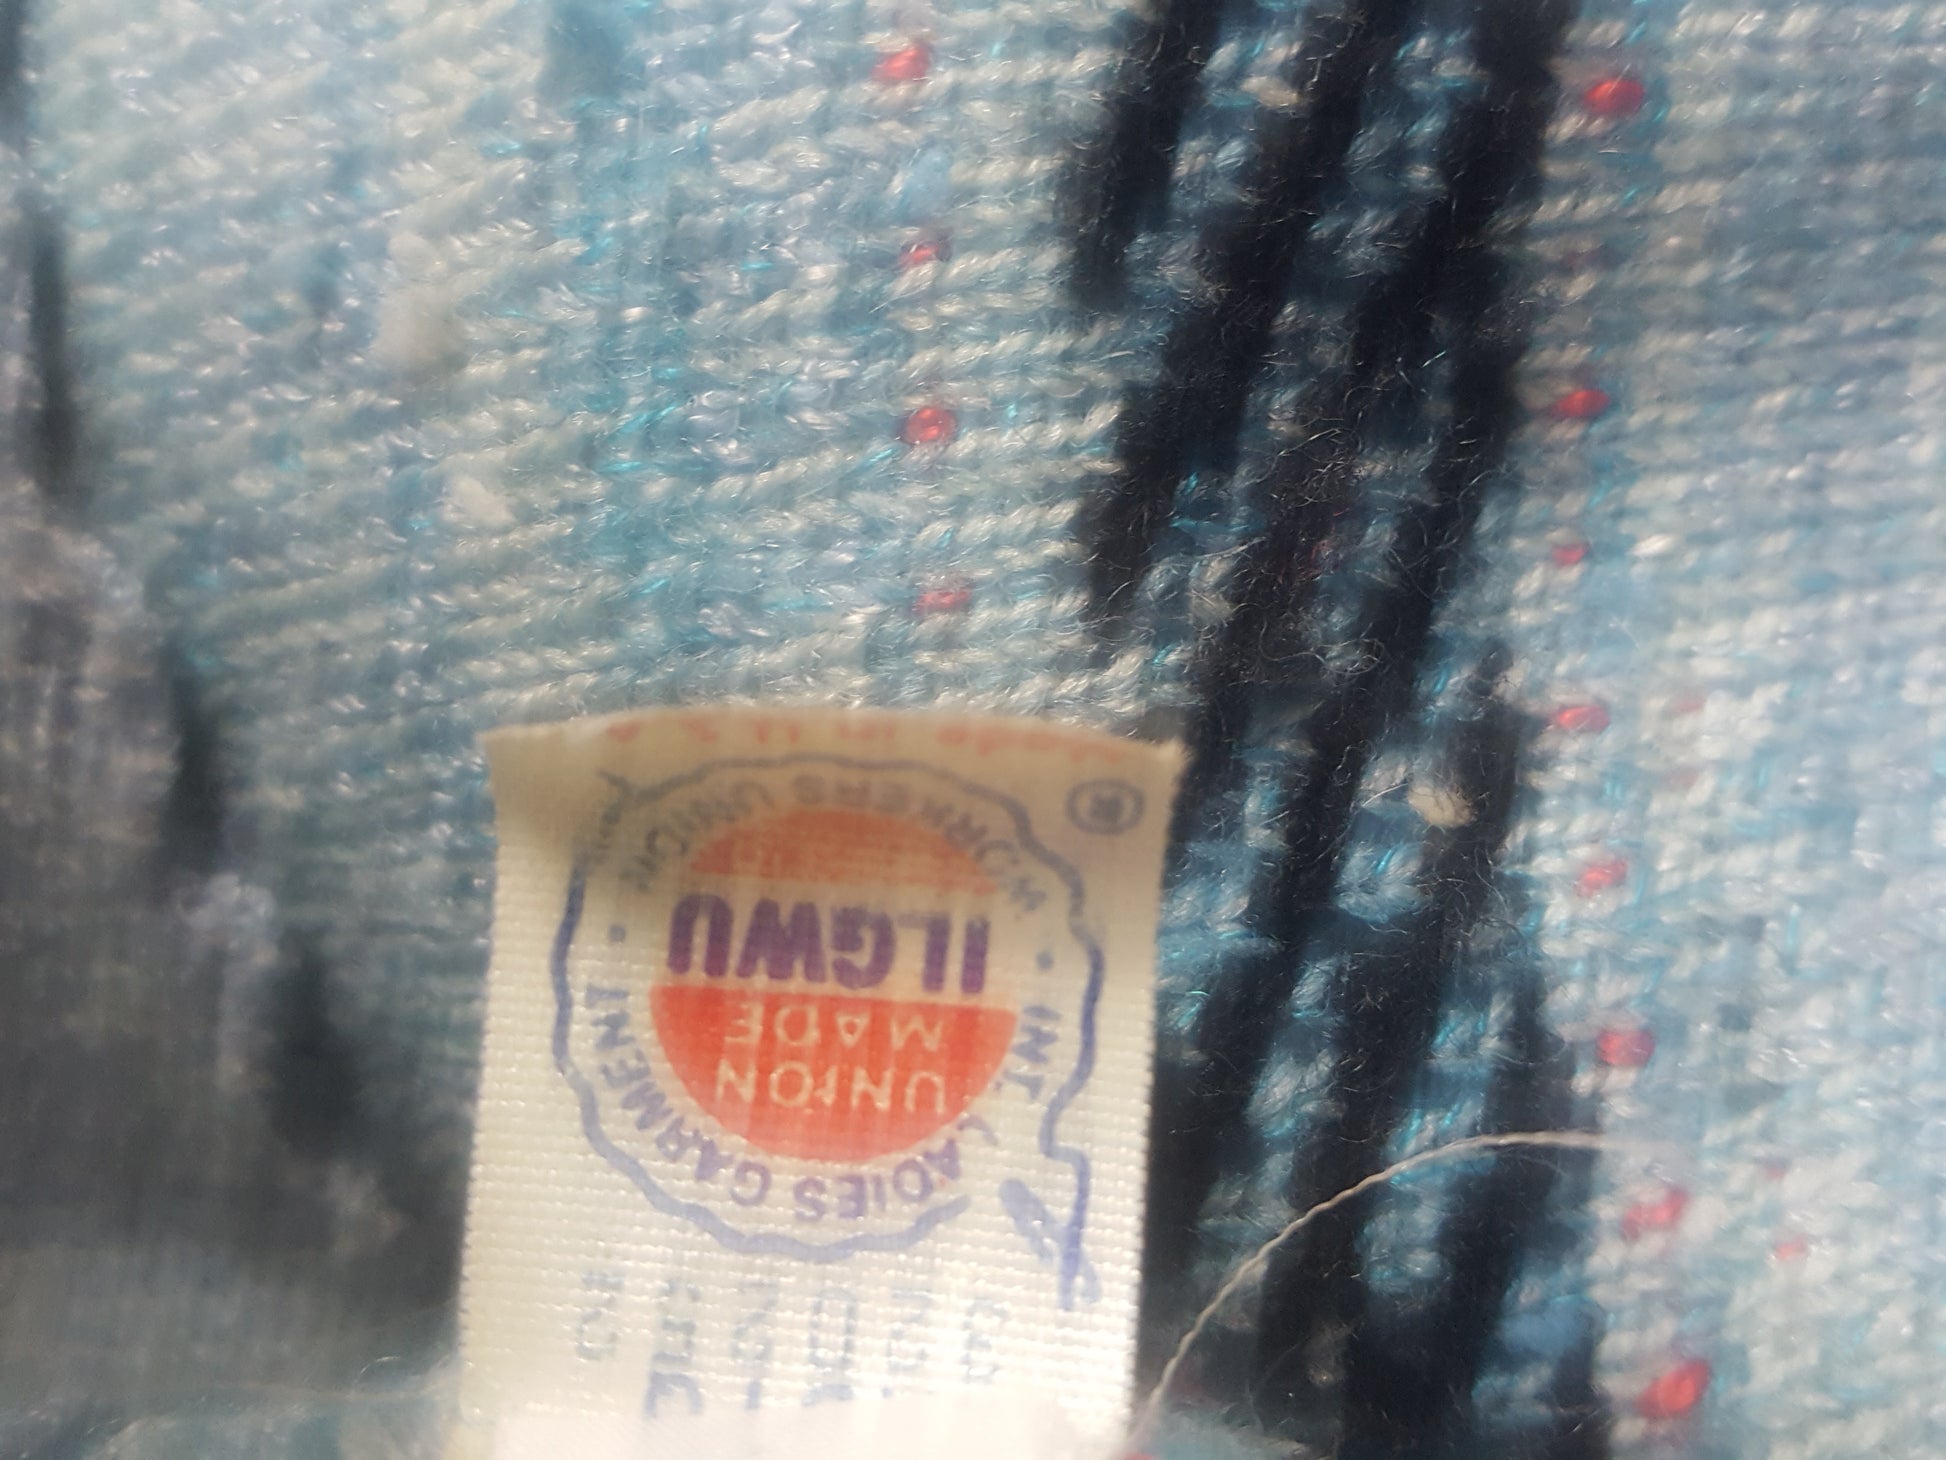 Made in U.S.A
®
WORKERS UNION
INT. LADIES GARMENT
UNION
MADE
ILGWU